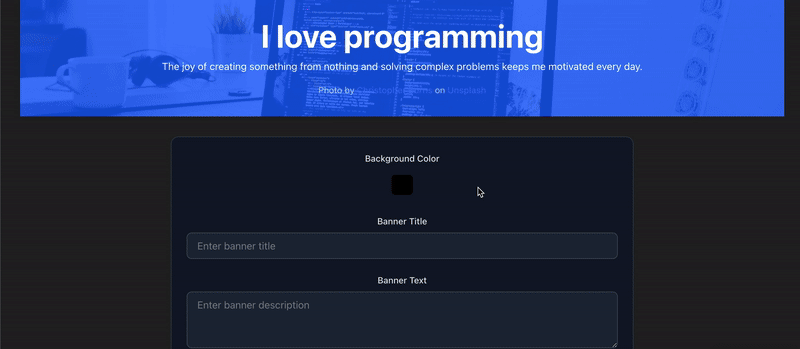 I love programming
The joy of creating something from nothing and solving complex problems keeps me motivated every day.
Photo by Christopher on Unsplash
Background Color
Banner Title
Enter banner title
Banner Text
Enter banner description